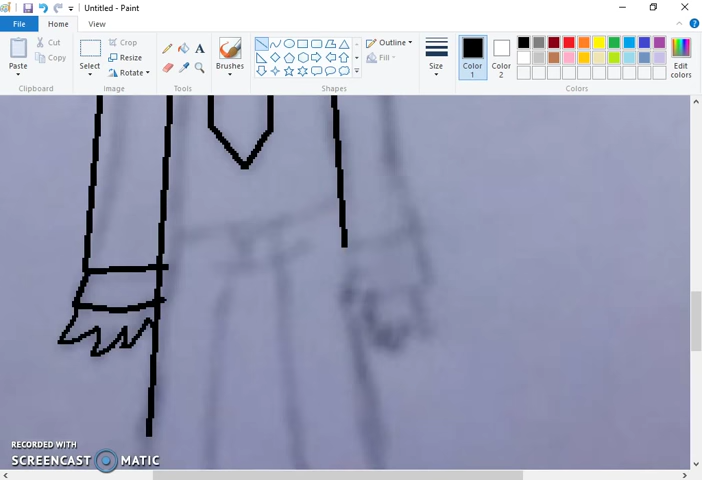 Untitled - Paint
File
Home
View
Paste
Cut
Copy
Clipboard
Select
Crop
Resize
Rotate
Image
Tools
Brushes
Shapes
Outline
Fill
Size
Color 1
Color 2
Colors
Edit colors
RECORDED WITH
SCREENCAST MATIC